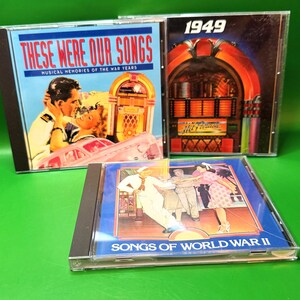 THESE WERE OUR SONGS
MUSICAL MEMORIES OF THE WAR YEARS
1949
SONGS OF WORLD WAR II